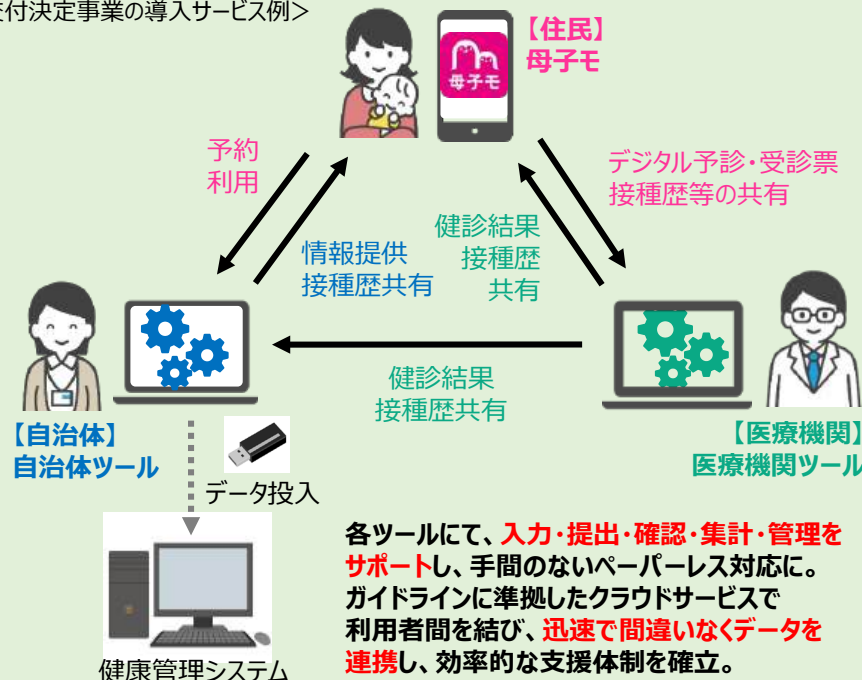 付決定事業の導入サービス例＞
【住民】
母子モ
母子モ
予約
利用
デジタル予診・受診票
接種歴等の共有
健診結果
接種歴
共有
情報提供
接種歴共有
健診結果
接種歴共有
【自治体】
自治体ツール
【医療機関】
医療機関ツール
データ投入
健康管理システム
各ツールにて、入力・提出・確認・集計・管理を
サポートし、手間のないペーパーレス対応に。
ガイドラインに準拠したクラウドサービスで
利用者間を結び、迅速で間違いなくデータを
連携し、効率的な支援体制を確立。